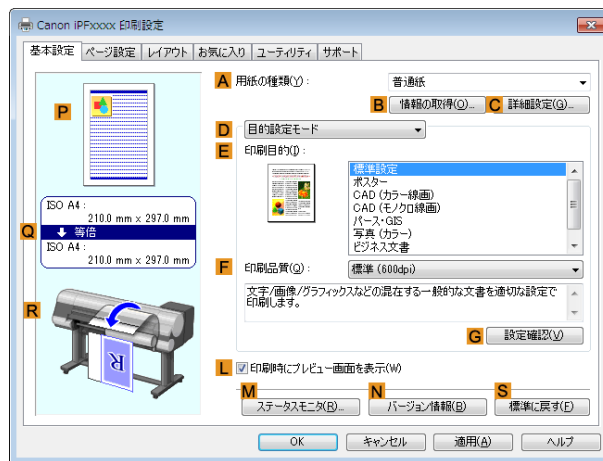 Canon iPFxxxx 印刷設定
基本設定 ページ設定 レイアウト お気に入り ユーティリティ サポート
A 用紙の種類(Y): 普通紙
B 情報の取得(O)... C 詳細設定(G)...
P
D 目的設定モード
E 印刷目的(I):
標準設定
ポスター
CAD (カラー線画)
CAD (モノクロ線画)
パース・GIS
写真 (カラー)
ビジネス文書
ISO A4 :
210.0 mm x 297.0 mm
Q 等倍
ISO A4 :
210.0 mm x 297.0 mm
F 印刷品質(Q): 標準 (600dpi)
文字/画像/グラフィックスなどの混在する一般的な文書を適切な設定で
印刷します。
R
R
G 設定確認(V)
L 印刷時にプレビュー画面を表示(W)
M ステータスモニタ(R)... N バージョン情報(B) S 標準に戻す(F)
OK キャンセル 適用(A) ヘルプ